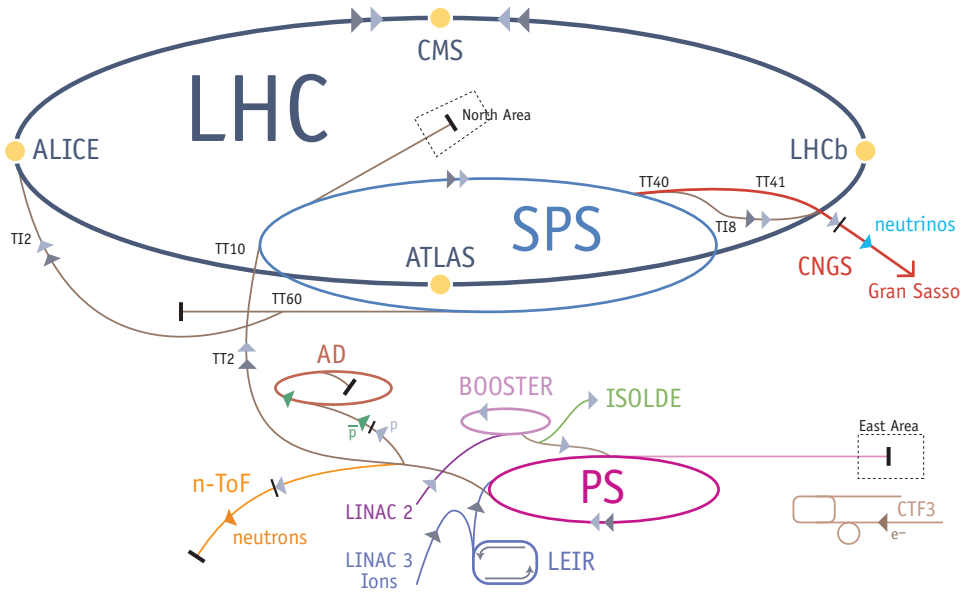 CMS
LHC
North Area
ALICE
LHCb
TT40
TT41
SPS
TI8
neutrinos
TI2
TT10
ATLAS
CNGS
Gran Sasso
TT60
TT2
AD
BOOSTER
ISOLDE
p
p̅
East Area
n-ToF
PS
LINAC 2
neutrons
CTF3
e–
LINAC 3
Ions
LEIR